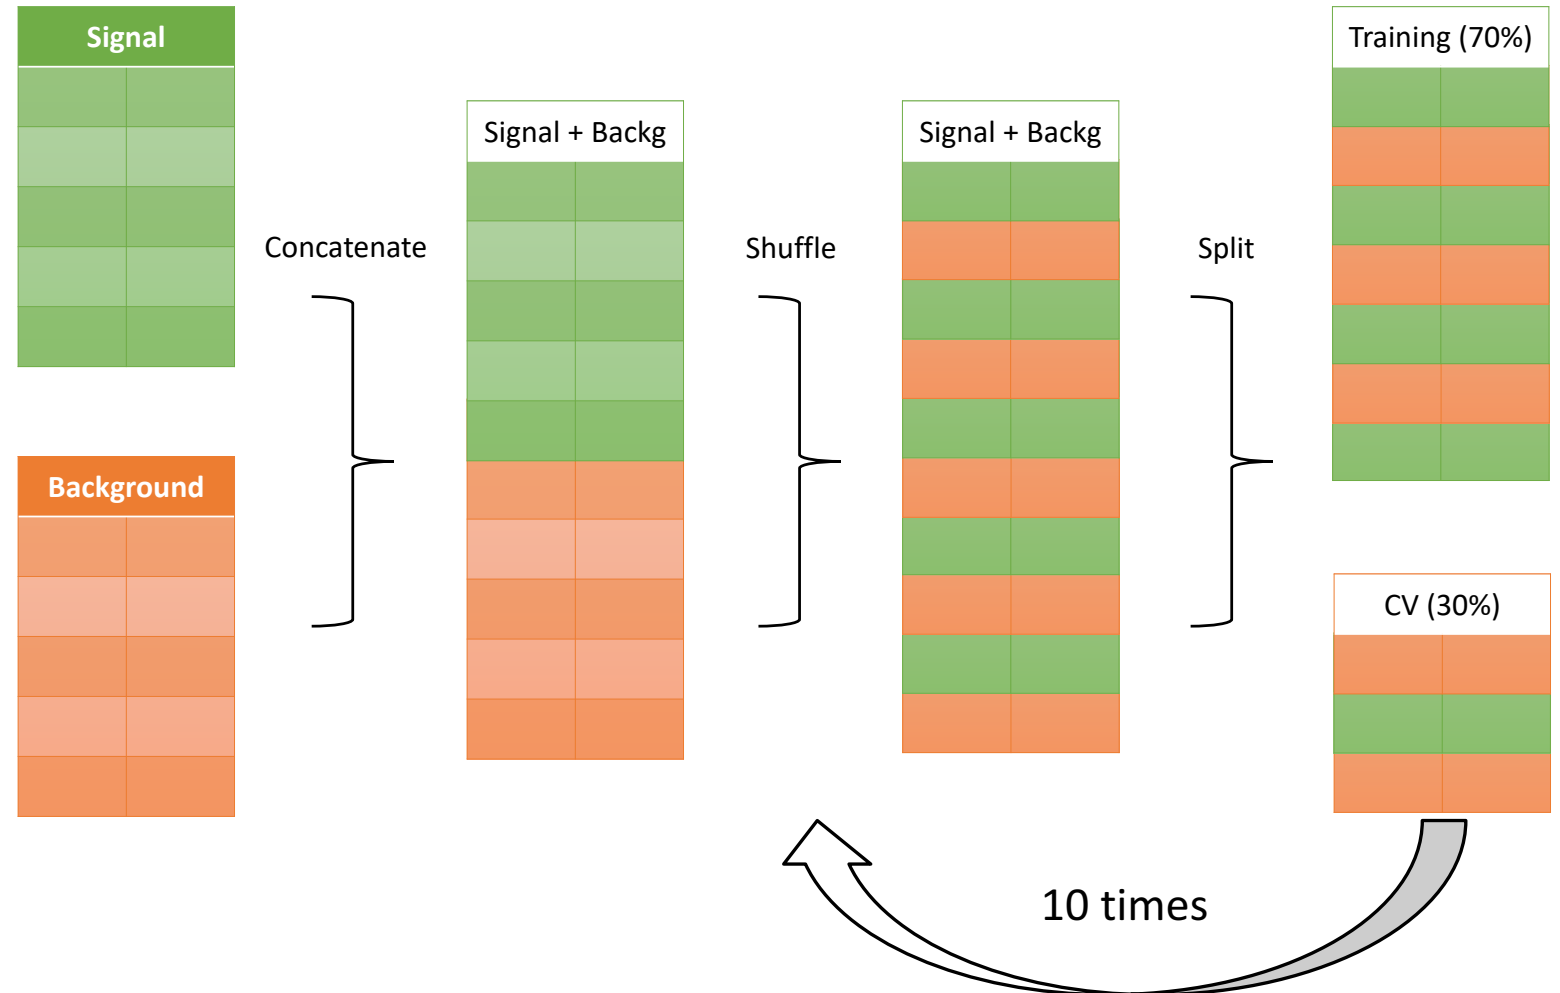 Signal
Background
Concatenate
Signal + Backg
Shuffle
Signal + Backg
Split
Training (70%)
CV (30%)
10 times